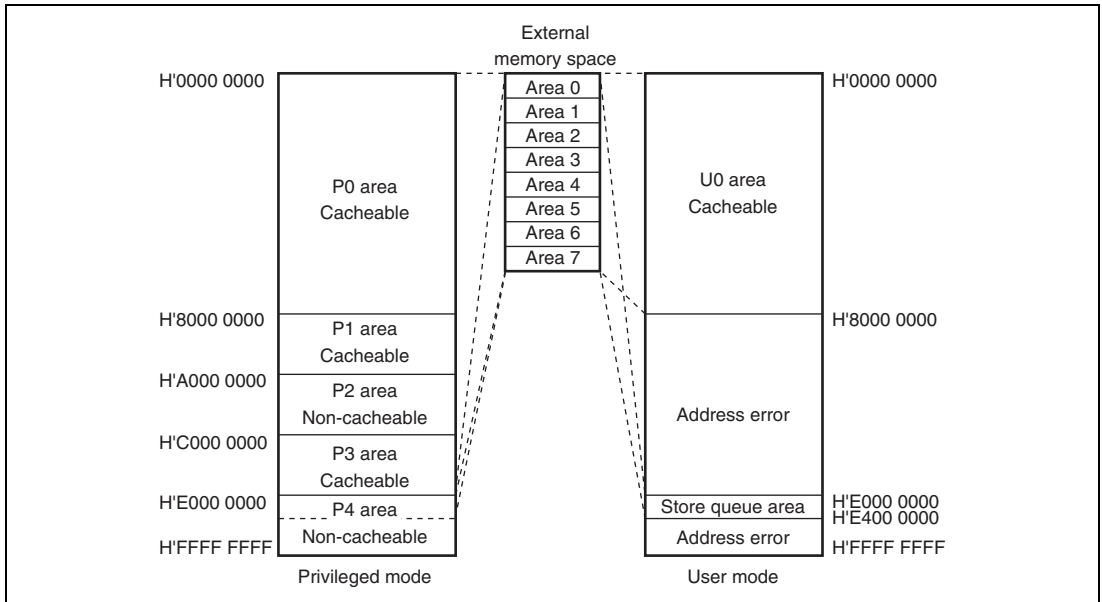 External
memory space
H'0000 0000
Area 0
Area 1
Area 2
Area 3
Area 4
Area 5
Area 6
Area 7
H'0000 0000
P0 area
Cacheable
U0 area
Cacheable
H'8000 0000
P1 area
Cacheable
H'8000 0000
H'A000 0000
P2 area
Non-cacheable
Address error
H'C000 0000
P3 area
Cacheable
H'E000 0000
P4 area
Non-cacheable
Store queue area
H'E000 0000
H'E400 0000
Address error
H'FFFF FFFF
H'FFFF FFFF
Privileged mode
User mode